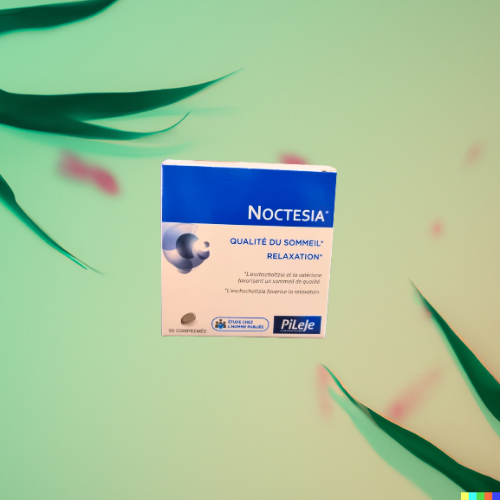 NOCTESIA®
QUALITÉ DU SOMMEIL*
RELAXATION*
*L'eschscholtzia et la valériane
favorisent un sommeil de qualité.
*L'eschscholtzia favorise la relaxation.
30 COMPRIMÉS
ÉTUDE CHEZ
L'HOMME PUBLIÉE
PiLeJe